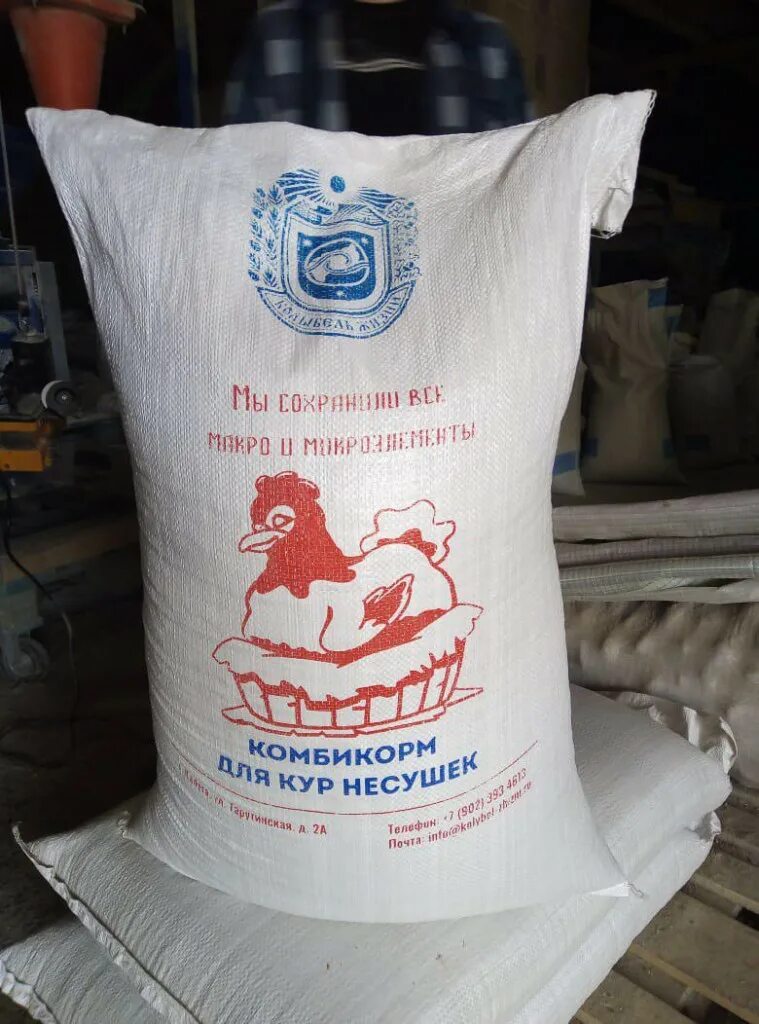 КОЛЫБЕЛЬ ЖИЗНИ
Мы сохранили все
макро и микроэлементы
КОМБИКОРМ
ДЛЯ КУР НЕСУШЕК
г. Калуга, ул. Тарутинская, д. 2А
Телефон: +7 (902) 393 4613
Почта: info@kolybel-zhizni.ru